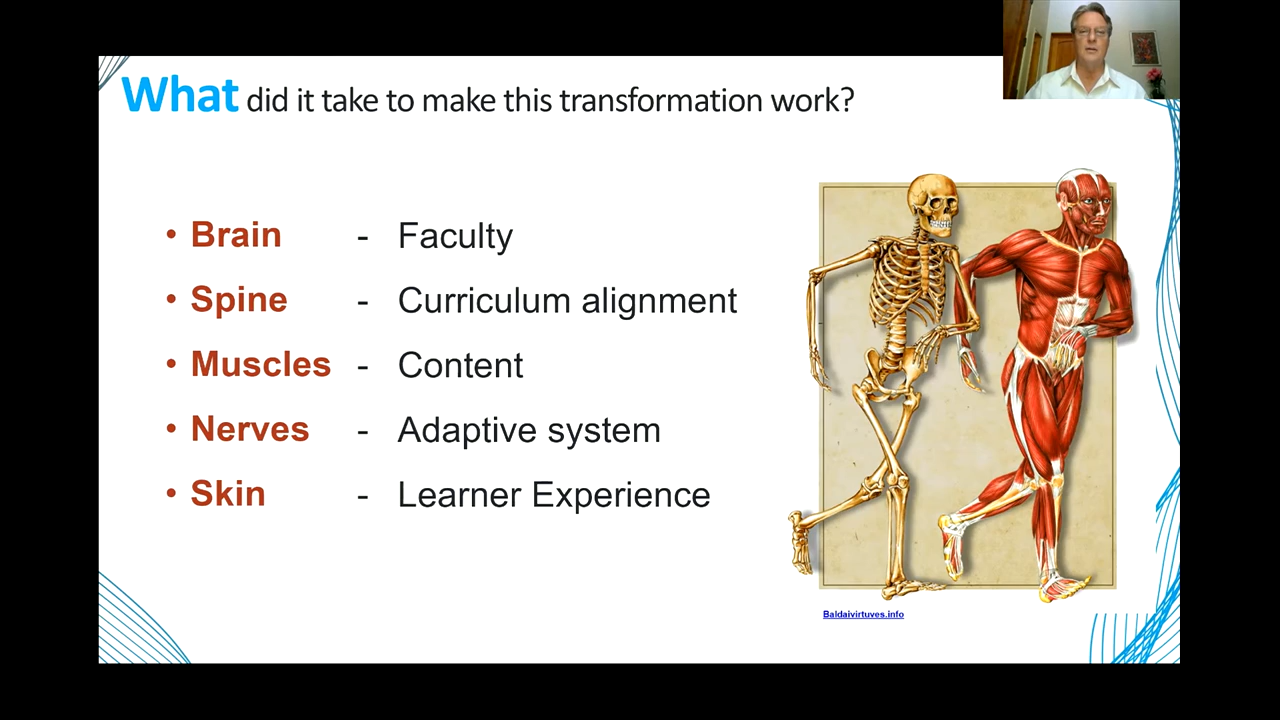 What did it take to make this transformation work?
• Brain - Faculty
• Spine - Curriculum alignment
• Muscles - Content
• Nerves - Adaptive system
• Skin - Learner Experience
Baldaivirtuves.info